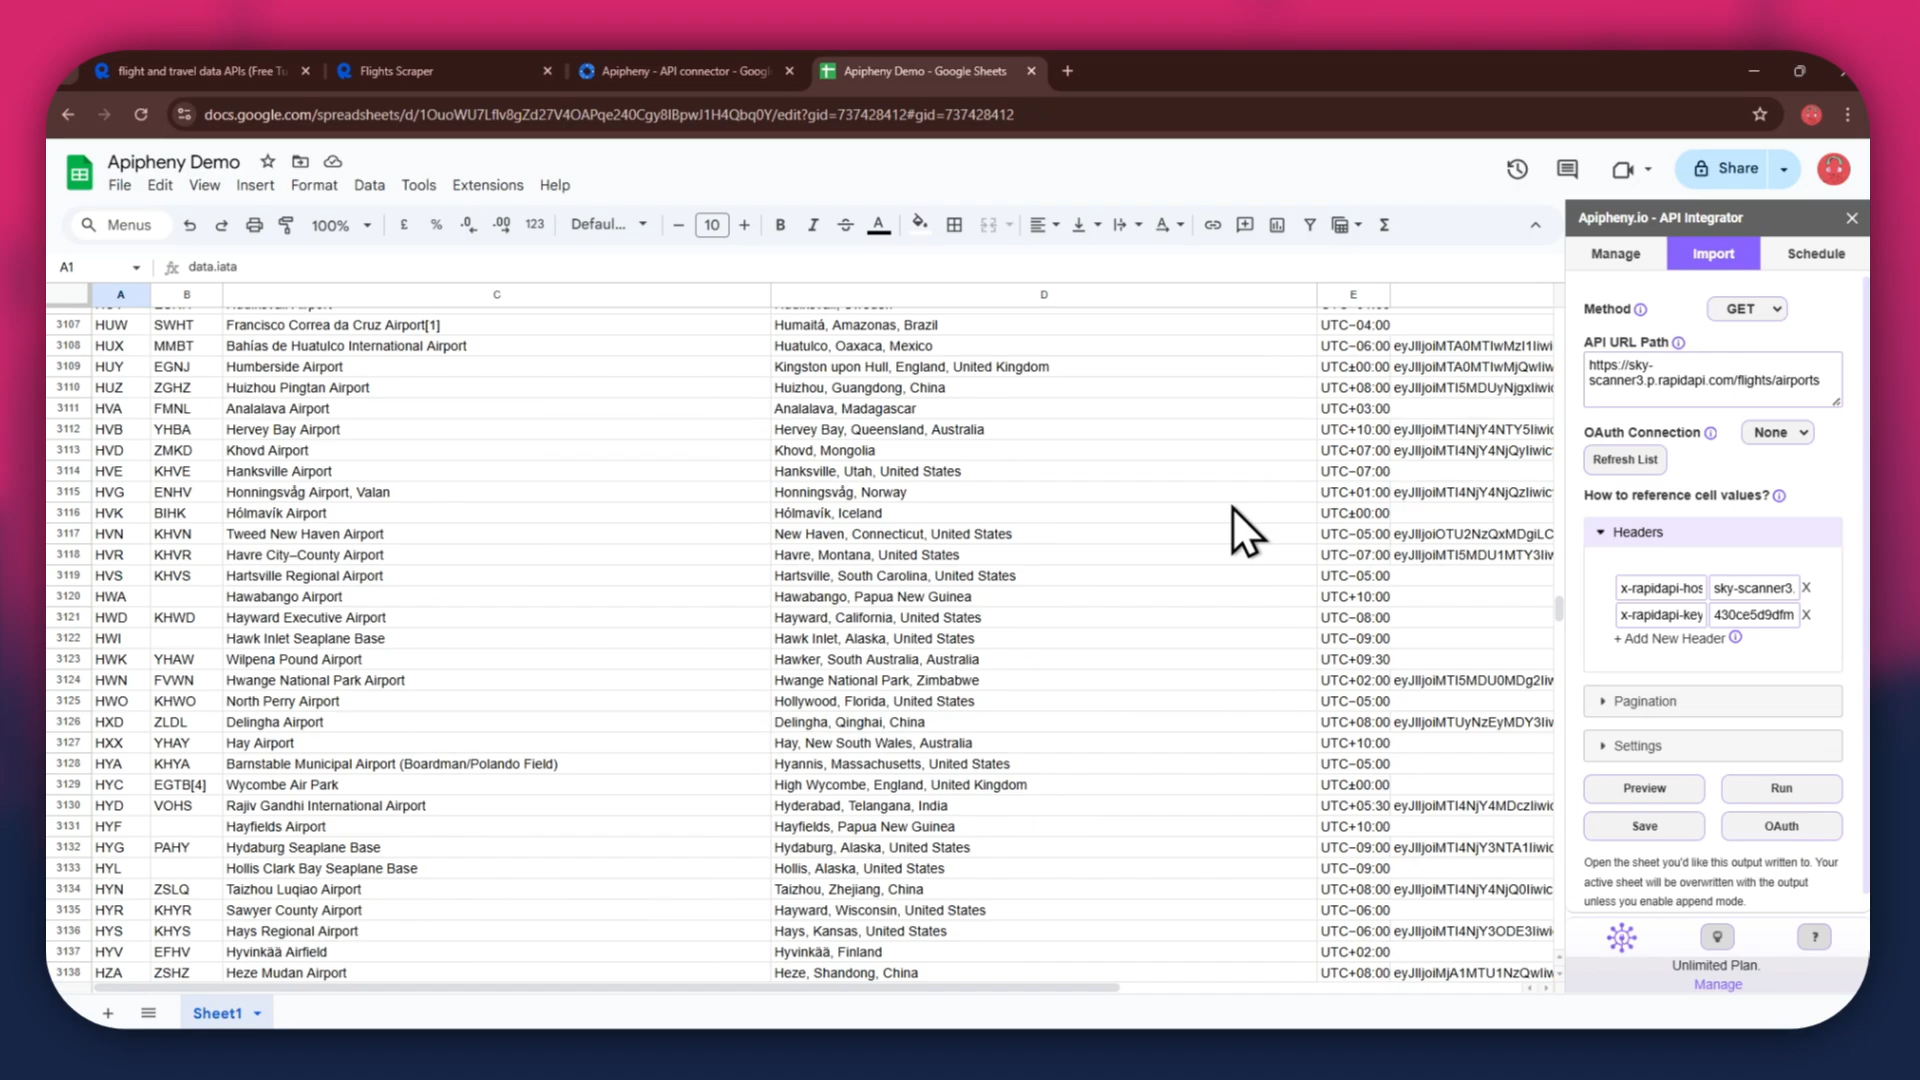 flight and travel data APIs (Free Tu
Flights Scraper
Apipheny - API connector - Googl
Apipheny Demo - Google Sheets
docs.google.com/spreadsheets/d/1OuoWU7Lflv8gZd27V4OAPqe240Cgy8IBpwJ1H4Qbq0Y/edit?gid=737428412#gid=737428412
Apipheny Demo
File Edit View Insert Format Data Tools Extensions Help
Share
Menus
100%
£ % .0 .00 123
Defaul...
10
B I A
A1
data.iata
A B C D E
3107 HUW SWHT Francisco Correa da Cruz Airport[1] Humaitá, Amazonas, Brazil UTC−04:00
3108 HUX MMBT Bahías de Huatulco International Airport Huatulco, Oaxaca, Mexico UTC−06:00 eyJlIjoiMTA0MTIwMzI1Iiwi
3109 HUY EGNJ Humberside Airport Kingston upon Hull, England, United Kingdom UTC±00:00 eyJlIjoiMTA0MTIwMjQwIiw
3110 HUZ ZGHZ Huizhou Pingtan Airport Huizhou, Guangdong, China UTC+08:00 eyJlIjoiMTI5MDUyNjgxIiwic
3111 HVA FMNL Analalava Airport Analalava, Madagascar UTC+03:00
3112 HVB YHBA Hervey Bay Airport Hervey Bay, Queensland, Australia UTC+10:00 eyJlIjoiMTI4NjY4NTY5Iiwic
3113 HVD ZMKD Khovd Airport Khovd, Mongolia UTC+07:00 eyJlIjoiMTI4NjY4NjQyIiwic
3114 HVE KHVE Hanksville Airport Hanksville, Utah, United States UTC−07:00
3115 HVG ENHV Honningsvåg Airport, Valan Honningsvåg, Norway UTC+01:00 eyJlIjoiMTI4NjY4NjQzIiwic
3116 HVK BIHK Hólmavík Airport Hólmavík, Iceland UTC±00:00
3117 HVN KHVN Tweed New Haven Airport New Haven, Connecticut, United States UTC−05:00 eyJlIjoiOTU2NzQxMDgiLC
3118 HVR KHVR Havre City–County Airport Havre, Montana, United States UTC−07:00 eyJlIjoiMTI5MDU1MTY3Iiw
3119 HVS KHVS Hartsville Regional Airport Hartsville, South Carolina, United States UTC−05:00
3120 HWA Hawabango Airport Hawabango, Papua New Guinea UTC+10:00
3121 HWD KHWD Hayward Executive Airport Hayward, California, United States UTC−08:00
3122 HWI Hawk Inlet Seaplane Base Hawk Inlet, Alaska, United States UTC−09:00
3123 HWK YHAW Wilpena Pound Airport Hawker, South Australia, Australia UTC+09:30
3124 HWN FVWN Hwange National Park Airport Hwange National Park, Zimbabwe UTC+02:00 eyJlIjoiMTI5MDU0MDg2Iiw
3125 HWO KHWO North Perry Airport Hollywood, Florida, United States UTC−05:00
3126 HXD ZLDL Delingha Airport Delingha, Qinghai, China UTC+08:00 eyJlIjoiMTUyNzEyMDY3Iiw
3127 HXX YHAY Hay Airport Hay, New South Wales, Australia UTC+10:00
3128 HYA KHYA Barnstable Municipal Airport (Boardman/Polando Field) Hyannis, Massachusetts, United States UTC−05:00
3129 HYC EGTB[4] Wycombe Air Park High Wycombe, England, United Kingdom UTC±00:00
3130 HYD VOHS Rajiv Gandhi International Airport Hyderabad, Telangana, India UTC+05:30 eyJlIjoiMTI4NjY4MDczIiwic
3131 HYF Hayfields Airport Hayfields, Papua New Guinea UTC+10:00
3132 HYG PAHY Hydaburg Seaplane Base Hydaburg, Alaska, United States UTC−09:00 eyJlIjoiMTI4NjY3NTA1Iiwic
3133 HYL Hollis Clark Bay Seaplane Base Hollis, Alaska, United States UTC−09:00
3134 HYN ZSLQ Taizhou Luqiao Airport Taizhou, Zhejiang, China UTC+08:00 eyJlIjoiMTI4NjY4NjQ0Iiwic
3135 HYR KHYR Sawyer County Airport Hayward, Wisconsin, United States UTC−06:00
3136 HYS KHYS Hays Regional Airport Hays, Kansas, United States UTC−06:00 eyJlIjoiMTI4NjY3ODE3Iiwi
3137 HYV EFHV Hyvinkää Airfield Hyvinkää, Finland UTC+02:00
3138 HZA ZSHZ Heze Mudan Airport Heze, Shandong, China UTC+08:00 eyJlIjoiMjA1MTU1NzQwIiw
Sheet1
Apipheny.io - API Integrator
Manage Import Schedule
Method GET
API URL Path
https://sky-
scanner3.p.rapidapi.com/flights/airports
OAuth Connection None
Refresh List
How to reference cell values?
Headers
x-rapidapi-hos sky-scanner3. X
x-rapidapi-key 430ce5d9dfm X
+ Add New Header
Pagination
Settings
Preview Run
Save OAuth
Open the sheet you'd like this output written to. Your
active sheet will be overwritten with the output
unless you enable append mode.
?
Unlimited Plan.
Manage